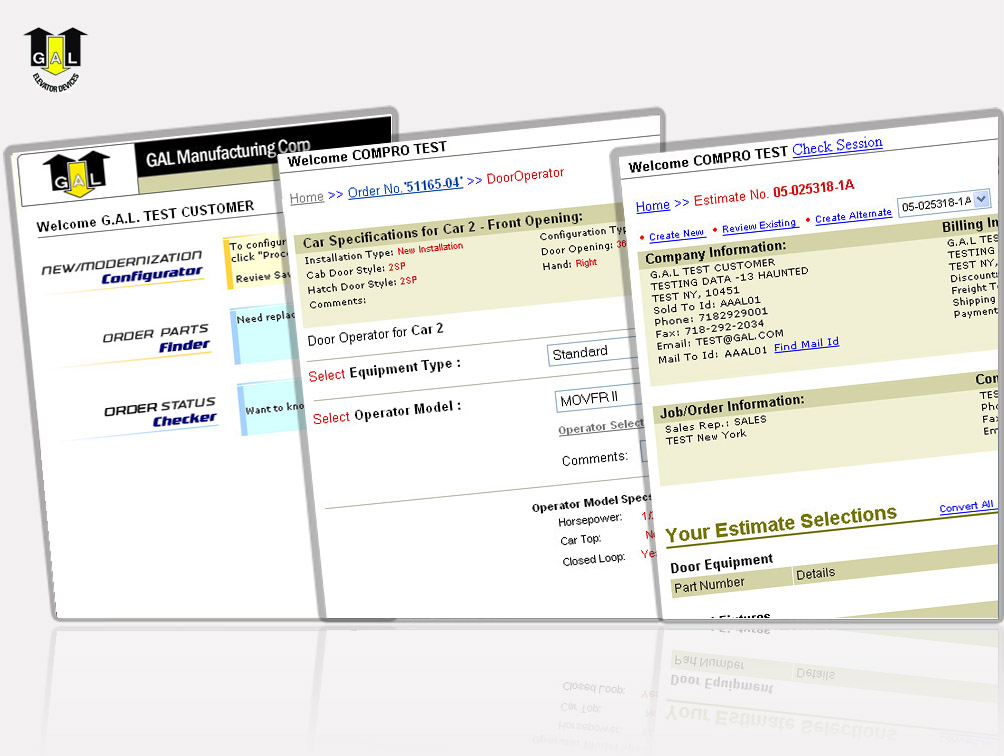 GAL
ELEVATOR DEVICES
GAL
GAL Manufacturing Corp
Welcome G.A.L. TEST CUSTOMER
NEW/MODERNIZATION
Configurator
To configur
click "Proc
Review Sav
ORDER PARTS
Finder
Need replac
ORDER STATUS
Checker
Want to kno
Welcome COMPRO TEST
Home >> Order No.'51165-04' >> DoorOperator
Car Specifications for Car 2 - Front Opening:
Installation Type: New Installation
Cab Door Style: 2SP
Hatch Door Style: 2SP
Comments:
Configuration Typ
Door Opening: 36
Hand: Right
Door Operator for Car 2
Select Equipment Type :
Standard
Select Operator Model :
MOVFR II
Operator Select
Comments:
Operator Model Specs
Horsepower:
Car Top:
Closed Loop: Yes
Welcome COMPRO TEST Check Session
Home >> Estimate No. 05-025318-1A
• Create New • Review Existing • Create Alternate
05-025318-1A
Company Information:
G.A.L TEST CUSTOMER
TESTING DATA -13 HAUNTED
TEST NY, 10451
Sold To Id: AAAL01
Phone: 7182929001
Fax: 718-292-2034
Email: TEST@GAL.COM
Mail To Id: AAAL01 Find Mail Id
Billing In
G.A.L TES
TESTING
TEST NY,
Discount:
Freight T
Shipping
Payment
Job/Order Information:
Sales Rep.: SALES
TEST New York
Con
TES
Pho
Fax
Em
Your Estimate Selections
Convert All
Door Equipment
Part Number
Details
Fixtures